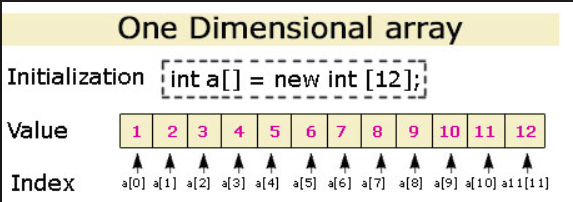 One Dimensional array
Initialization int a[] = new int [12];
Value 1 2 3 4 5 6 7 8 9 10 11 12
Index a[0] a[1] a[2] a[3] a[4] a[5] a[6] a[7] a[8] a[9] a[10] a11[11]